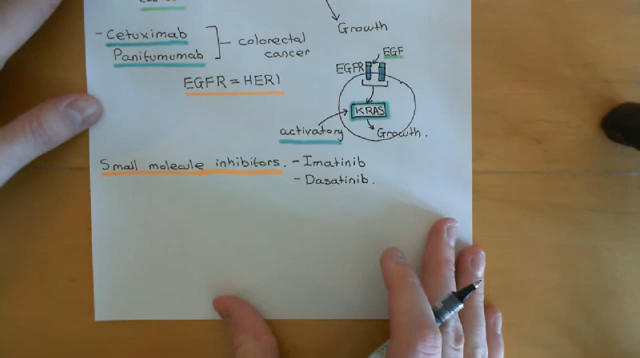 Growth
- Cetuximab
Panitumumab
colorectal
cancer
EGFR = HER1
EGF
EGFR
KRAS
activatory
Growth.
Small molecule inhibitors. - Imatinib
- Dasatinib.